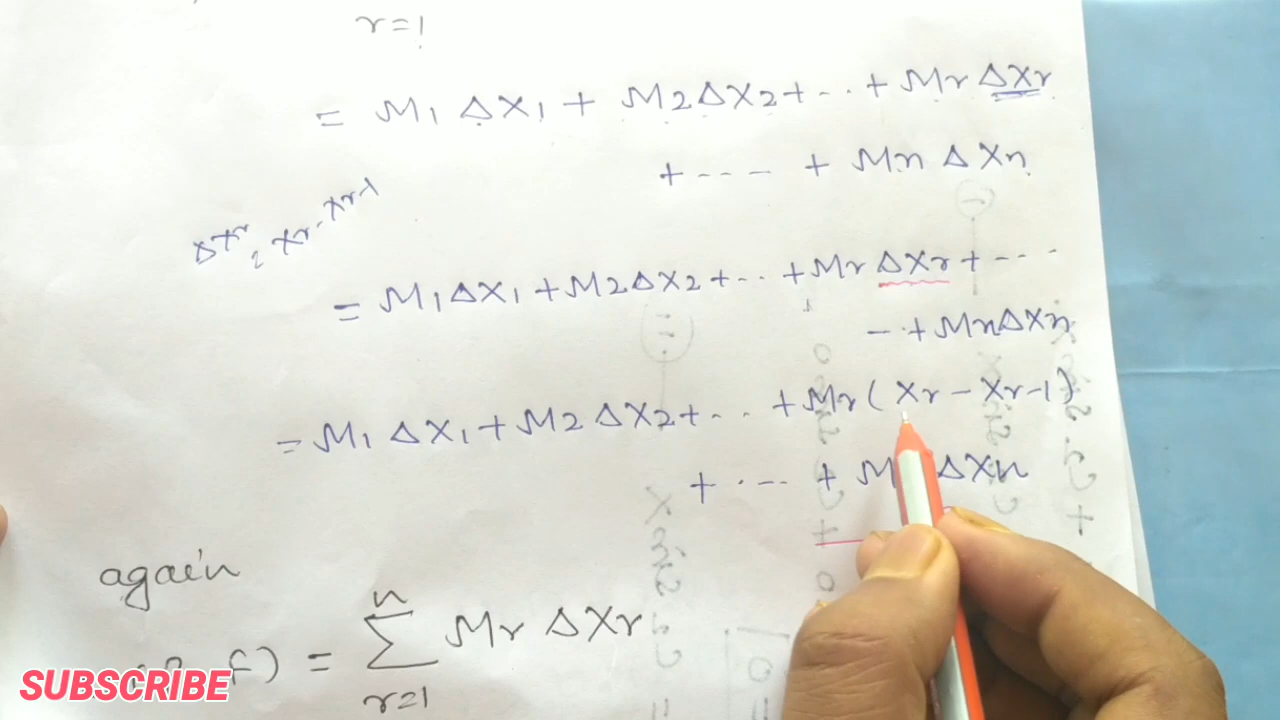 r=1
= M1 ΔX1 + M2ΔX2+ ·· + Mr ΔXr
+ ---- + Mn ΔXn
ΔXr = Xr - Xr-1
= M1ΔX1 + M2ΔX2+ -·· + Mr ΔXr + ----
- ·+ MnΔXn
= M1 ΔX1 + M2 ΔX2+ ·· ·· + Mr ( Xr - Xr-1 )
+ ·-- + M ΔXn
again
f) = n∑r=1 Mr ΔXr
SUBSCRIBE